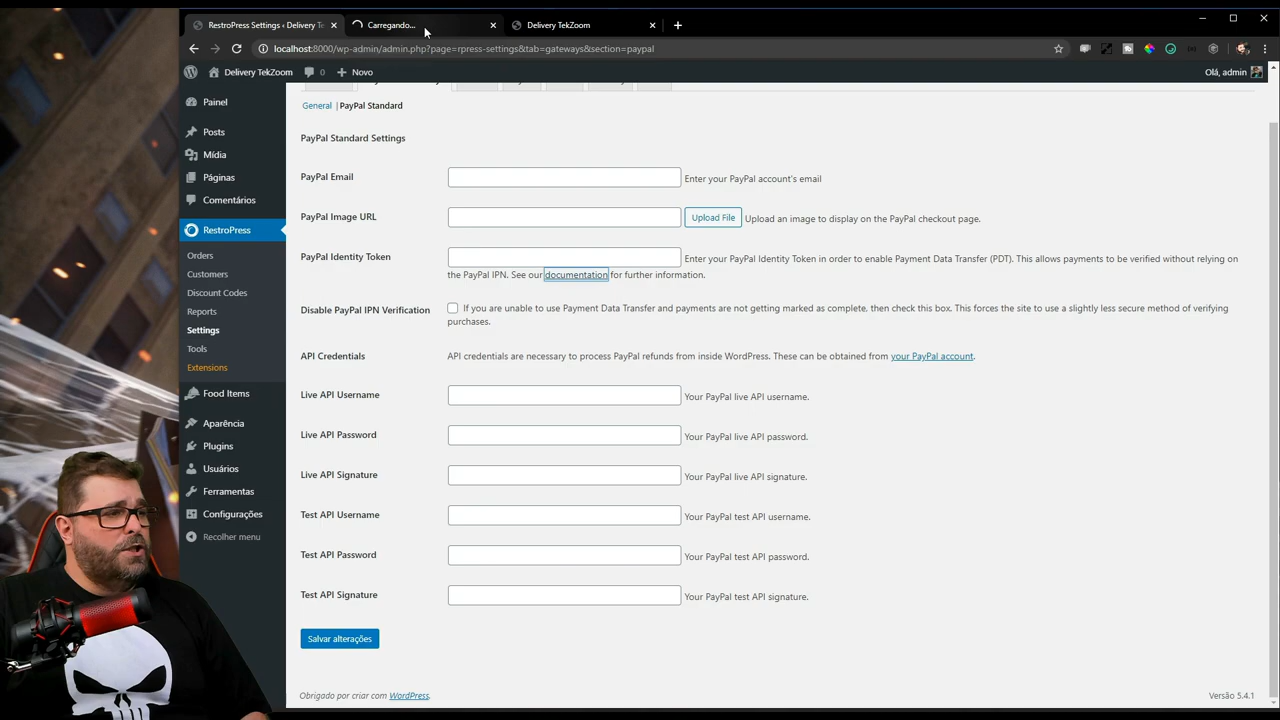 RestroPress Settings ‹ Delivery Te
Carregando...
Delivery TekZoom
localhost:8000/wp-admin/admin.php?page=rpress-settings&tab=gateways&section=paypal
Delivery TekZoom
0
Novo
Olá, admin
Painel
Posts
Mídia
Páginas
Comentários
RestroPress
Orders
Customers
Discount Codes
Reports
Settings
Tools
Extensions
Food Items
Aparência
Plugins
Usuários
Ferramentas
Configurações
Recolher menu
General | PayPal Standard
PayPal Standard Settings
PayPal Email
Enter your PayPal account's email
PayPal Image URL
Upload File
Upload an image to display on the PayPal checkout page.
PayPal Identity Token
Enter your PayPal Identity Token in order to enable Payment Data Transfer (PDT). This allows payments to be verified without relying on
the PayPal IPN. See our documentation for further information.
Disable PayPal IPN Verification
If you are unable to use Payment Data Transfer and payments are not getting marked as complete, then check this box. This forces the site to use a slightly less secure method of verifying
purchases.
API Credentials
API credentials are necessary to process PayPal refunds from inside WordPress. These can be obtained from your PayPal account.
Live API Username
Your PayPal live API username.
Live API Password
Your PayPal live API password.
Live API Signature
Your PayPal live API signature.
Test API Username
Your PayPal test API username.
Test API Password
Your PayPal test API password.
Test API Signature
Your PayPal test API signature.
Salvar alterações
Obrigado por criar com WordPress.
Versão 5.4.1